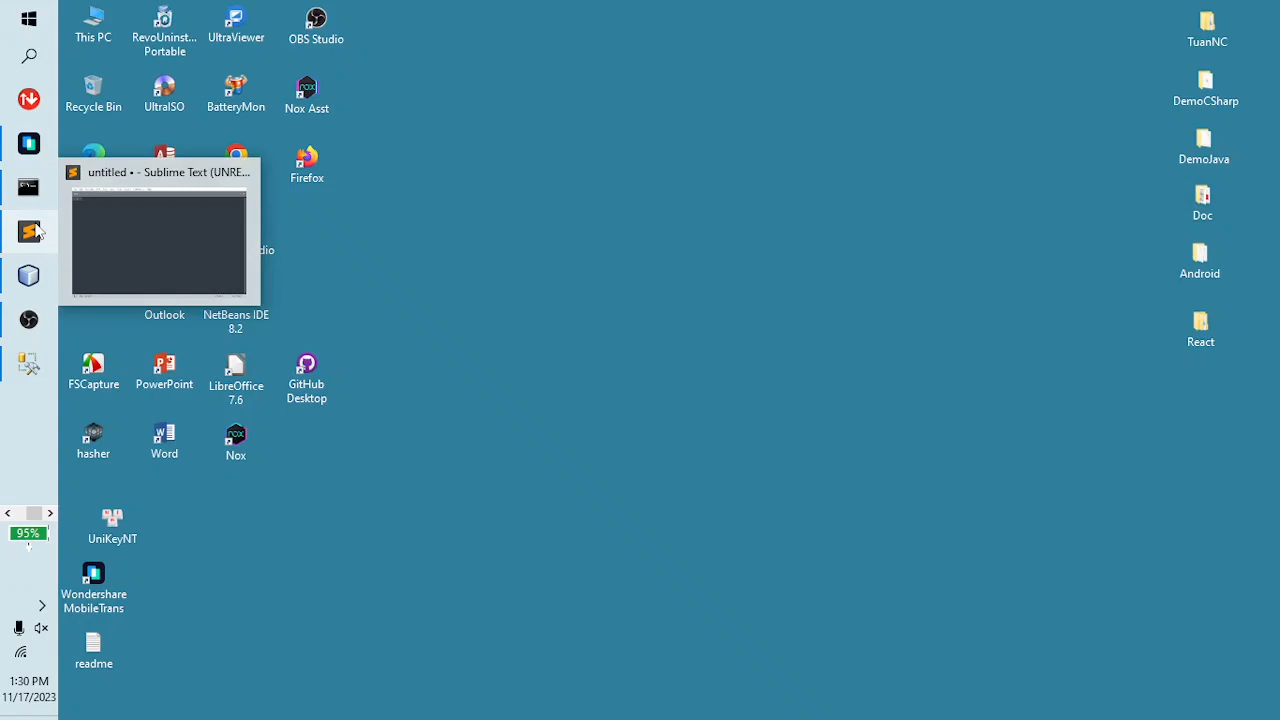 This PC
RevoUninst...
Portable
UltraViewer
OBS Studio
Recycle Bin
UltraISO
BatteryMon
Nox Asst
Firefox
untitled • - Sublime Text (UNRE...
dio
Outlook
NetBeans IDE
8.2
FSCapture
PowerPoint
LibreOffice
7.6
GitHub
Desktop
hasher
Word
Nox
UniKeyNT
Wondershare
MobileTrans
readme
TuanNC
DemoCSharp
DemoJava
Doc
Android
React
95%
1:30 PM
11/17/2023